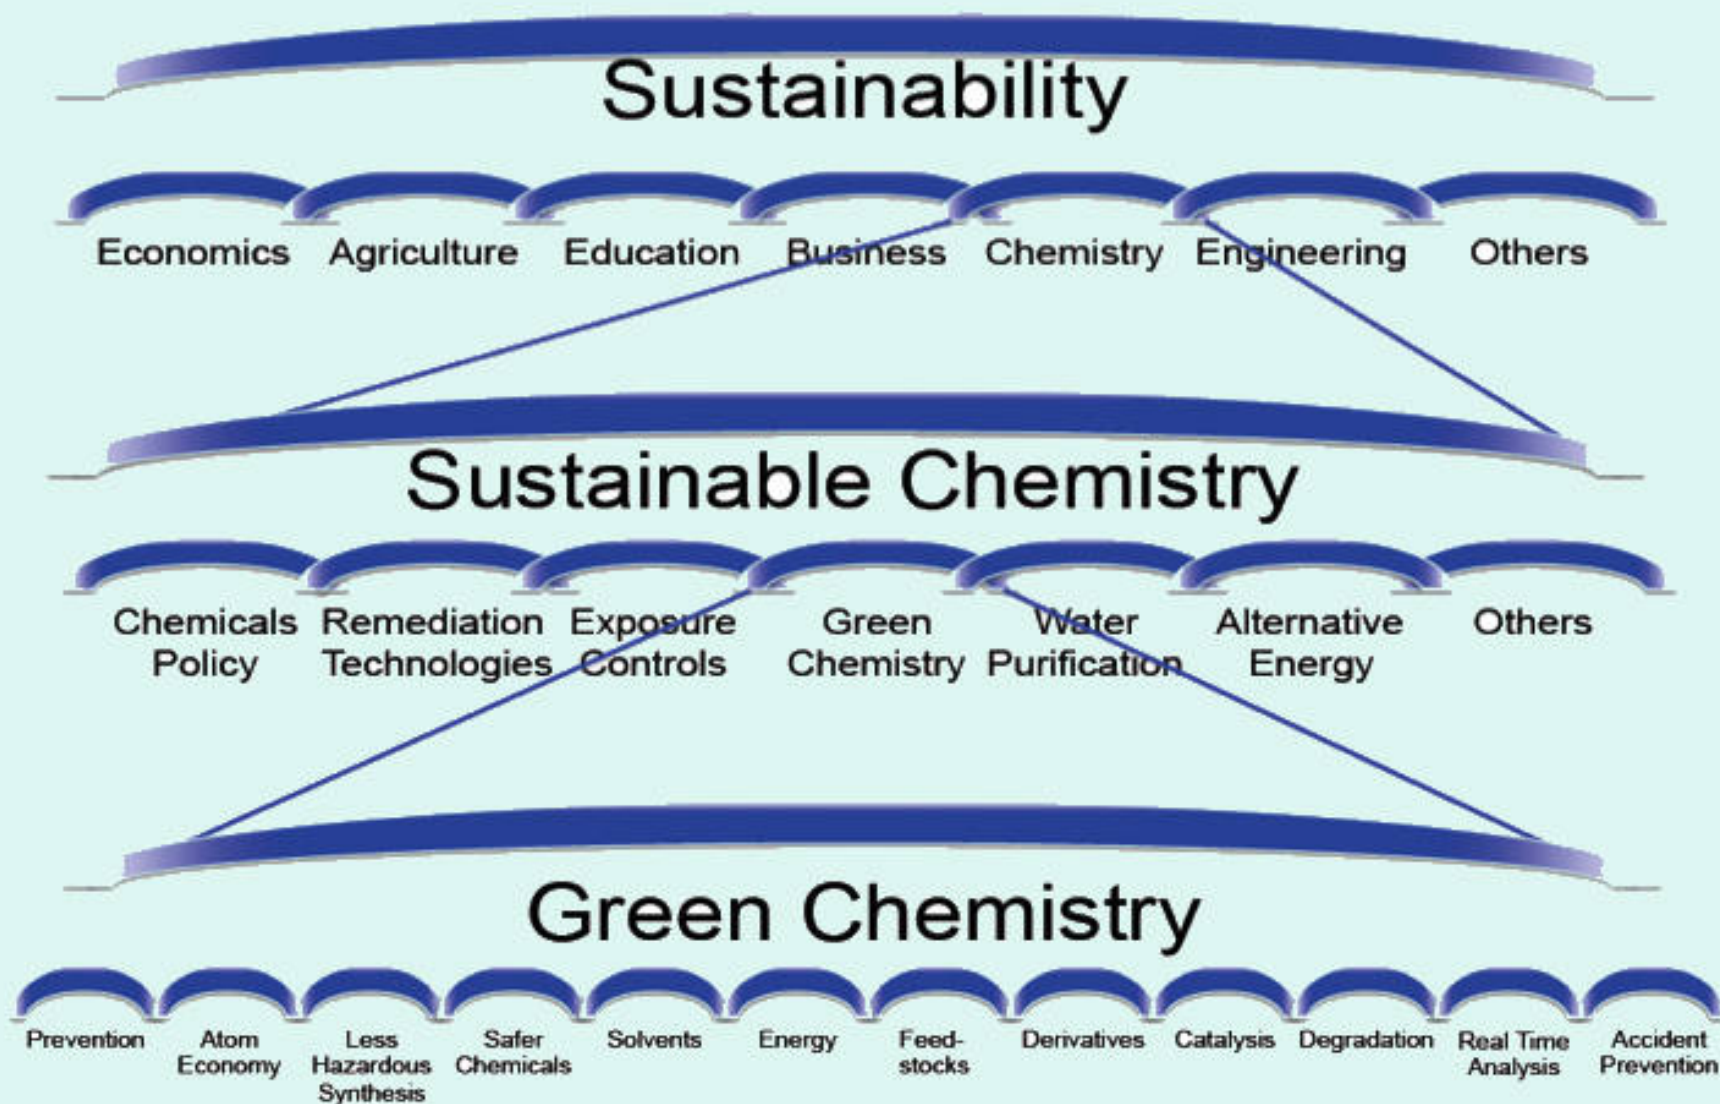 Sustainability
Economics Agriculture Education Business Chemistry Engineering Others
Sustainable Chemistry
Chemicals Remediation Exposure Green Water Alternative Others
Policy Technologies Controls Chemistry Purification Energy
Green Chemistry
Prevention Atom Less Safer Solvents Energy Feed- Derivatives Catalysis Degradation Real Time Accident
Economy Hazardous Chemicals stocks Analysis Prevention
Synthesis